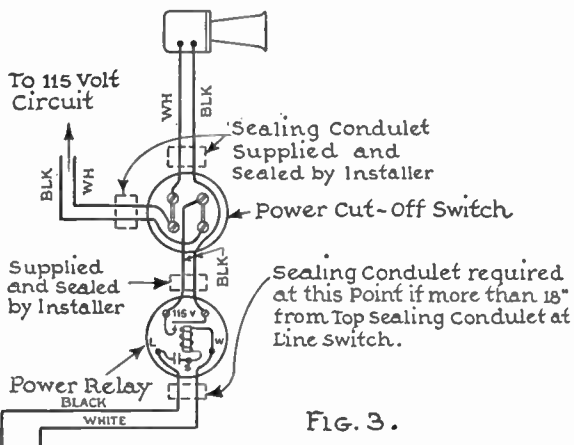 To 115 Volt
Circuit
WH
BLK
BLK
WH
Sealing Condulet
Supplied and
Sealed by Installer
Power Cut-Off Switch
Supplied
and Sealed
by Installer
BLK
Sealing Condulet required
at this Point if more than 18"
from Top Sealing Condulet at
Line Switch.
115 V
L
W
S
Power Relay
BLACK
WHITE
FIG. 3.